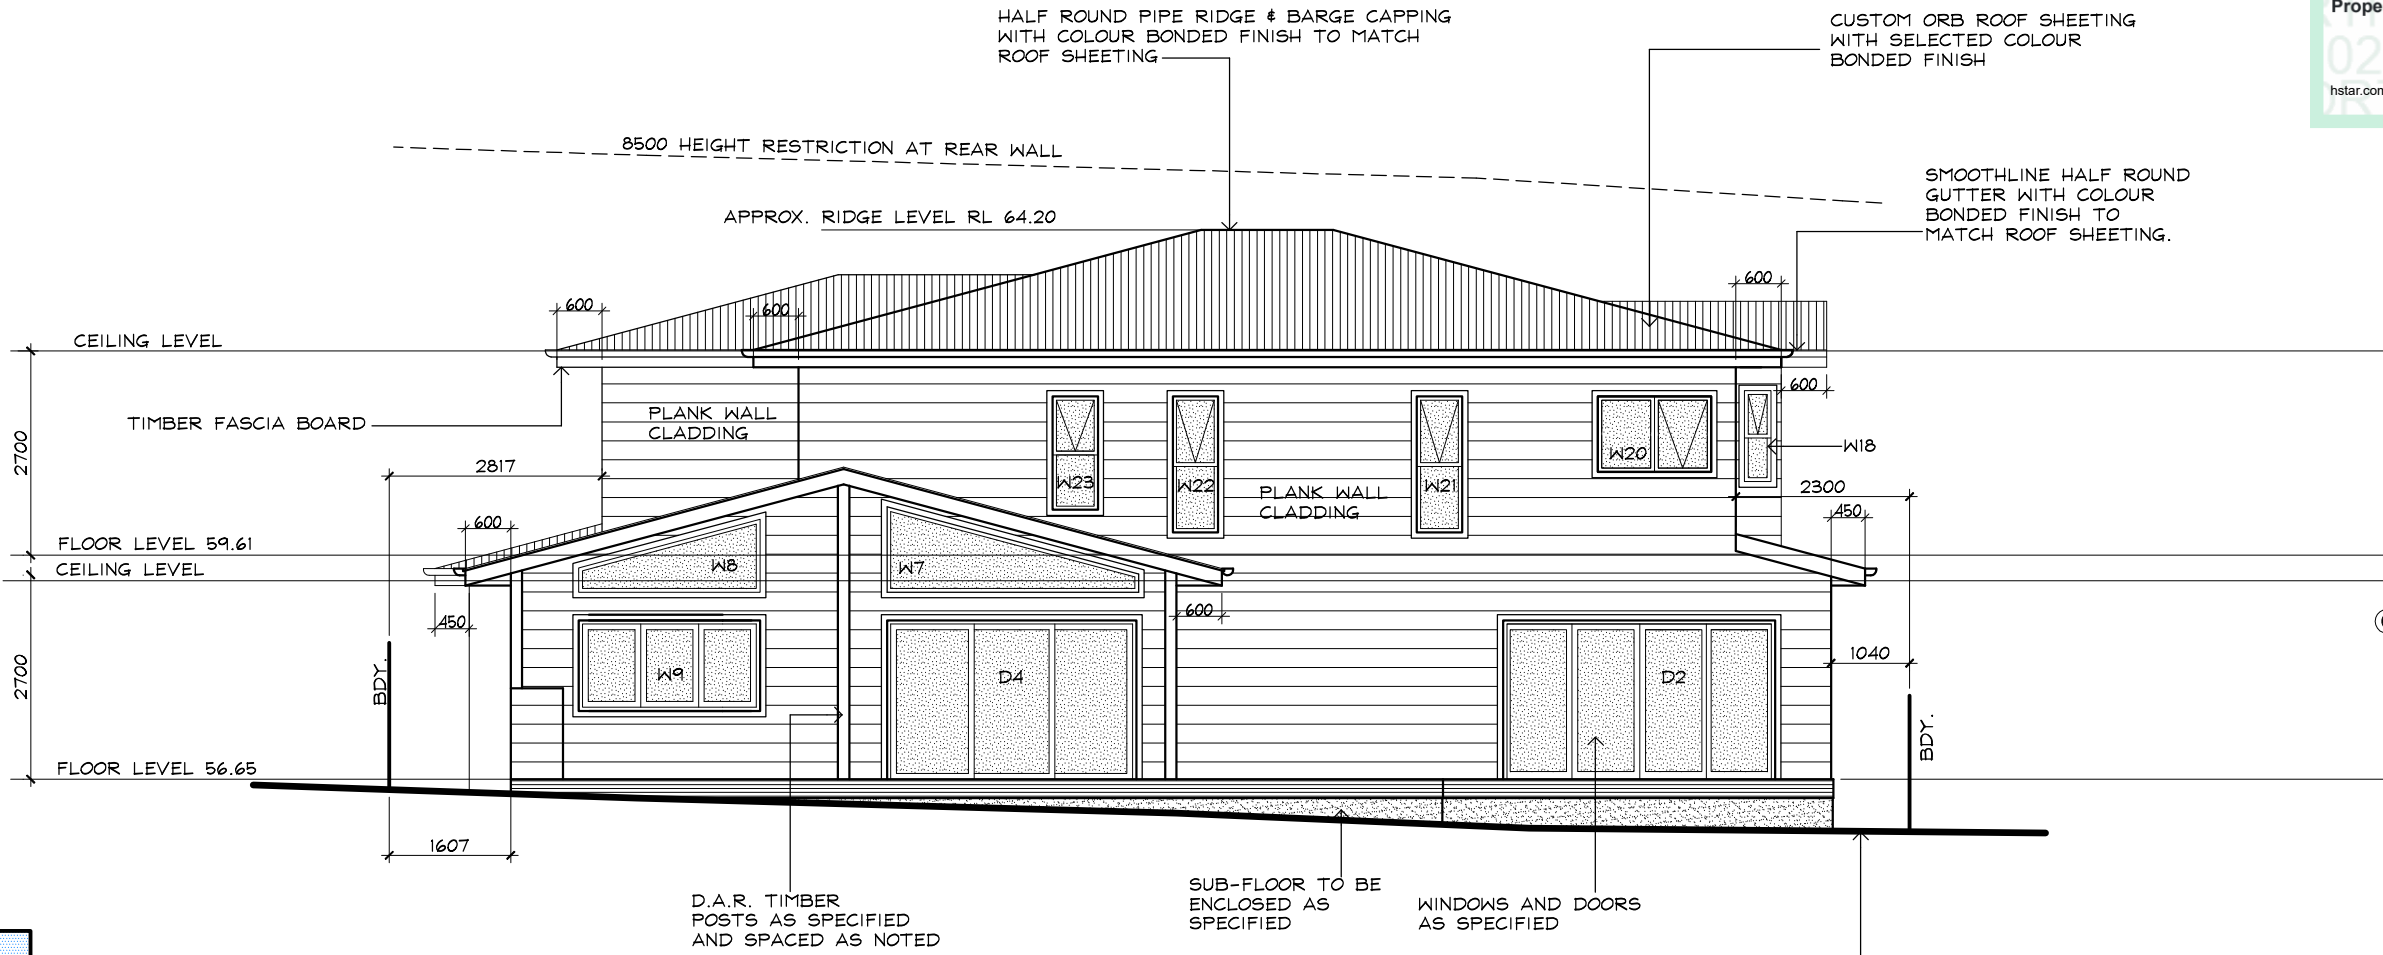 HALF ROUND PIPE RIDGE & BARGE CAPPING
WITH COLOUR BONDED FINISH TO MATCH
ROOF SHEETING
CUSTOM ORB ROOF SHEETING
WITH SELECTED COLOUR
BONDED FINISH
Prope
02
hstar.con
8500 HEIGHT RESTRICTION AT REAR WALL
SMOOTHLINE HALF ROUND
GUTTER WITH COLOUR
BONDED FINISH TO
MATCH ROOF SHEETING.
APPROX. RIDGE LEVEL RL 64.20
600
600
600
CEILING LEVEL
600
TIMBER FASCIA BOARD
PLANK WALL
CLADDING
2700
2817
W23
W22
PLANK WALL
CLADDING
W21
W20
W18
2300
450
600
FLOOR LEVEL 59.61
CEILING LEVEL
W8
W7
600
450
2700
BDY.
W9
D4
D2
1040
BDY.
FLOOR LEVEL 56.65
1607
D.A.R. TIMBER
POSTS AS SPECIFIED
AND SPACED AS NOTED
SUB-FLOOR TO BE
ENCLOSED AS
SPECIFIED
WINDOWS AND DOORS
AS SPECIFIED